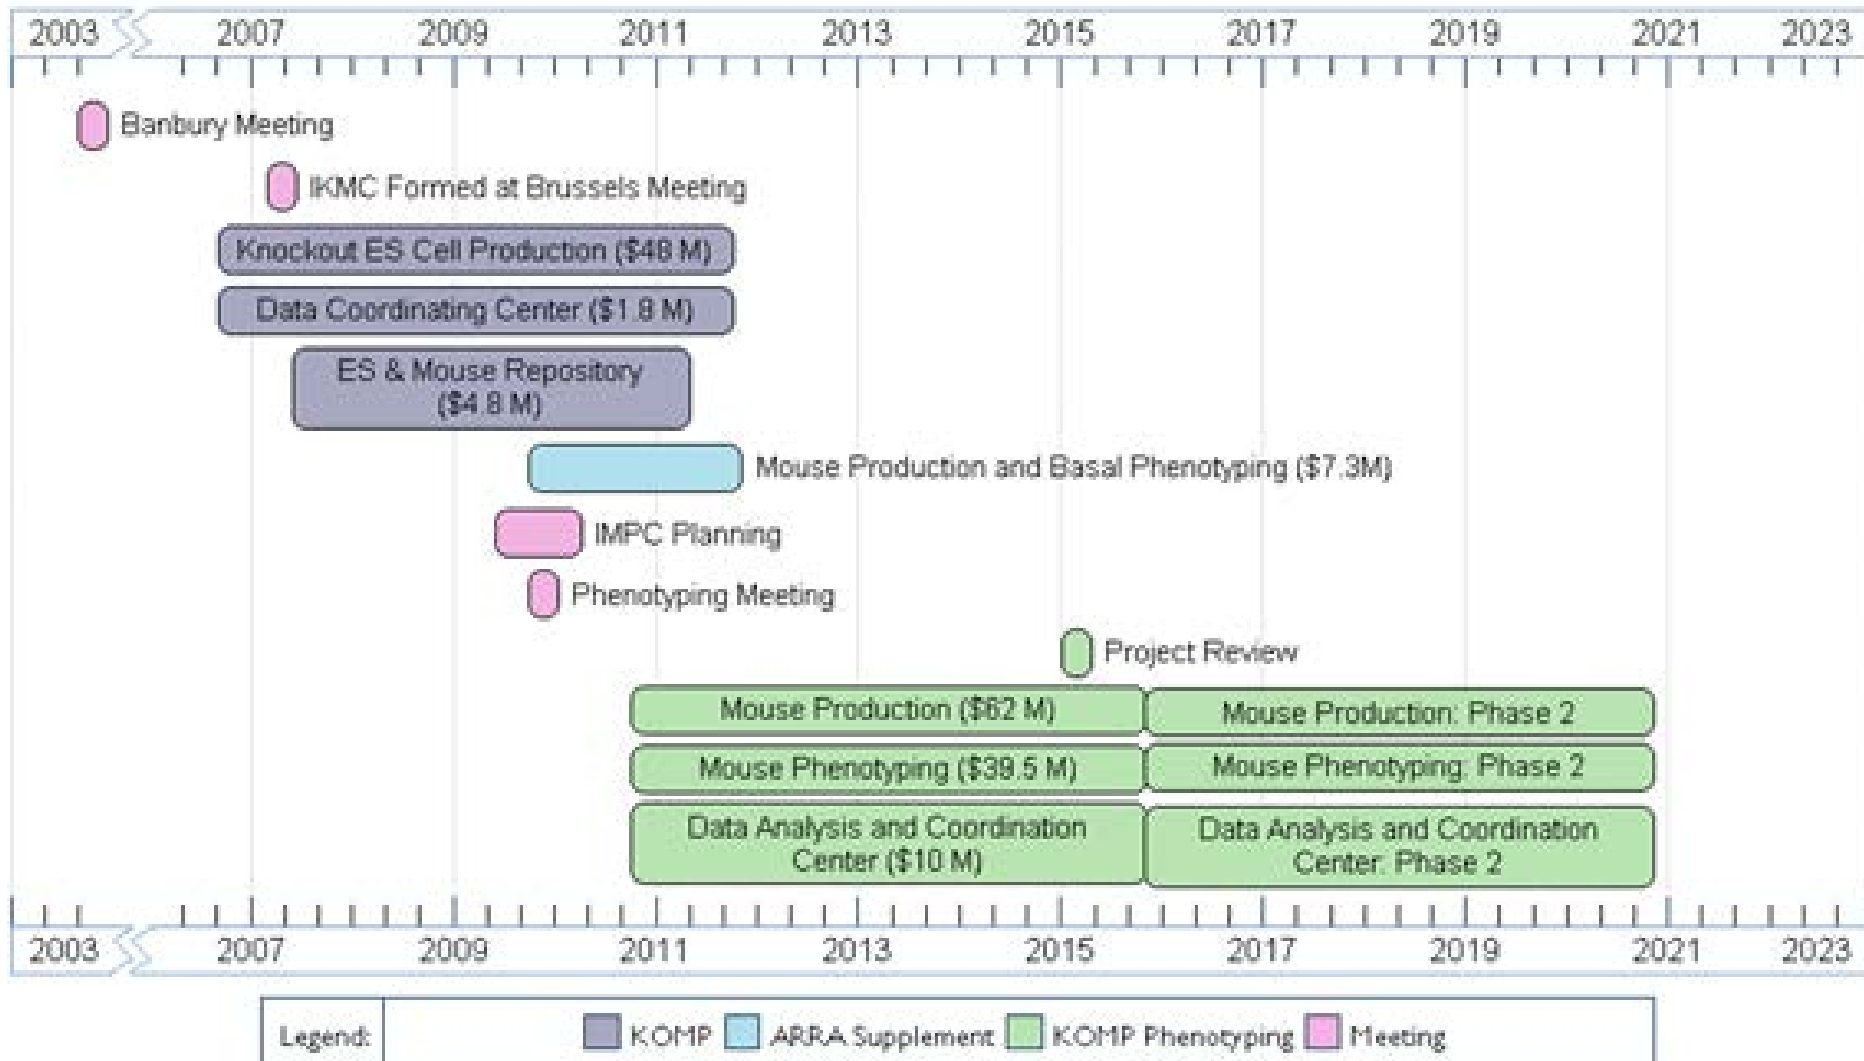 2003 2007 2009 2011 2013 2015 2017 2019 2021 2023
Banbury Meeting
IKMC Formed at Brussels Meeting
Knockout ES Cell Production ($48 M)
Data Coordinating Center ($1.8 M)
ES & Mouse Repository
($4.8 M)
Mouse Production and Basal Phenotyping ($7.3M)
IMPC Planning
Phenotyping Meeting
Project Review
Mouse Production ($62 M) Mouse Production: Phase 2
Mouse Phenotyping ($39.5 M) Mouse Phenotyping: Phase 2
Data Analysis and Coordination
Center ($10 M)
Data Analysis and Coordination
Center: Phase 2
2003 2007 2009 2011 2013 2015 2017 2019 2021 2023
Legend: KOMP ARRA Supplement KOMP Phenotyping Meeting